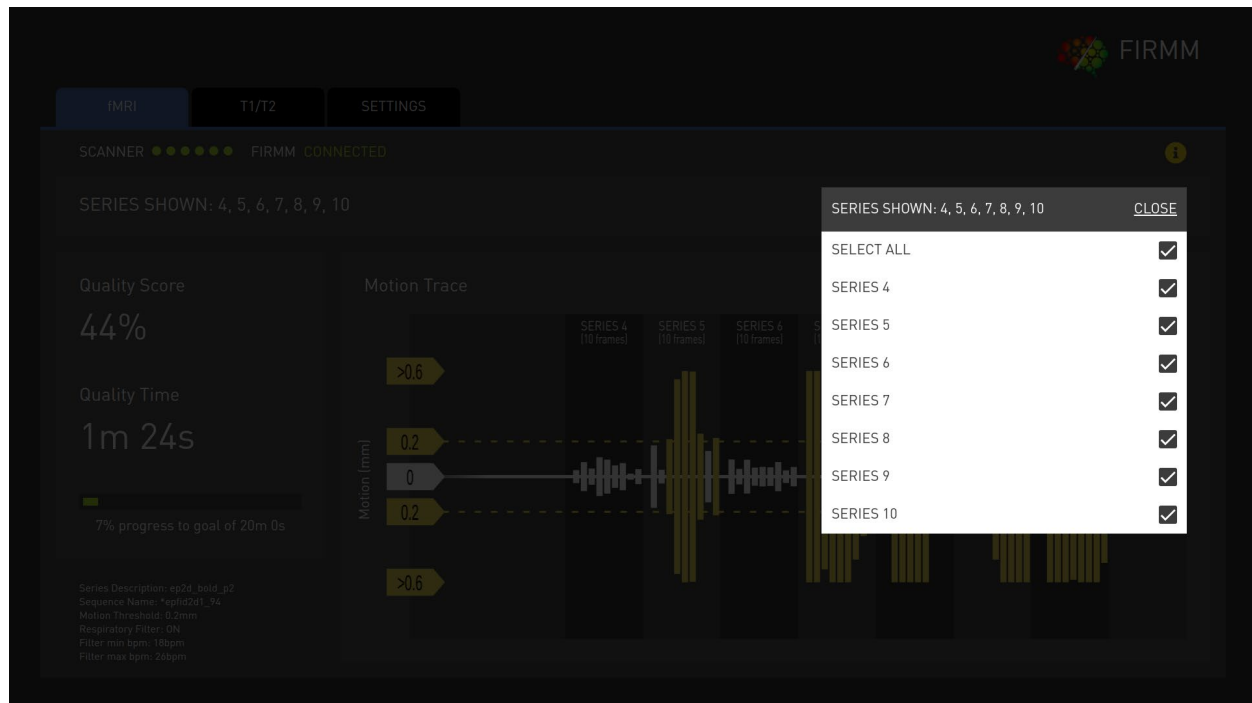 FIRMM
fMRI
T1/T2
SETTINGS
SCANNER
FIRMM CONNECTED
i
SERIES SHOWN: 4, 5, 6, 7, 8, 9, 10
SERIES SHOWN: 4, 5, 6, 7, 8, 9, 10 CLOSE
SELECT ALL
SERIES 4
SERIES 5
SERIES 6
SERIES 7
SERIES 8
SERIES 9
SERIES 10
Quality Score
44%
Quality Time
1m 24s
7% progress to goal of 20m 0s
Series Description: ep2d_bold_p2
Sequence Name: *epfid2d1_94
Motion Threshold: 0.2mm
Respiratory Filter: ON
Filter min bpm: 18bpm
Filter max bpm: 26bpm
Motion Trace
SERIES 4
(10 frames)
SERIES 5
(10 frames)
SERIES 6
(10 frames)
Motion (mm)
>0.6
0.2
0
0.2
>0.6